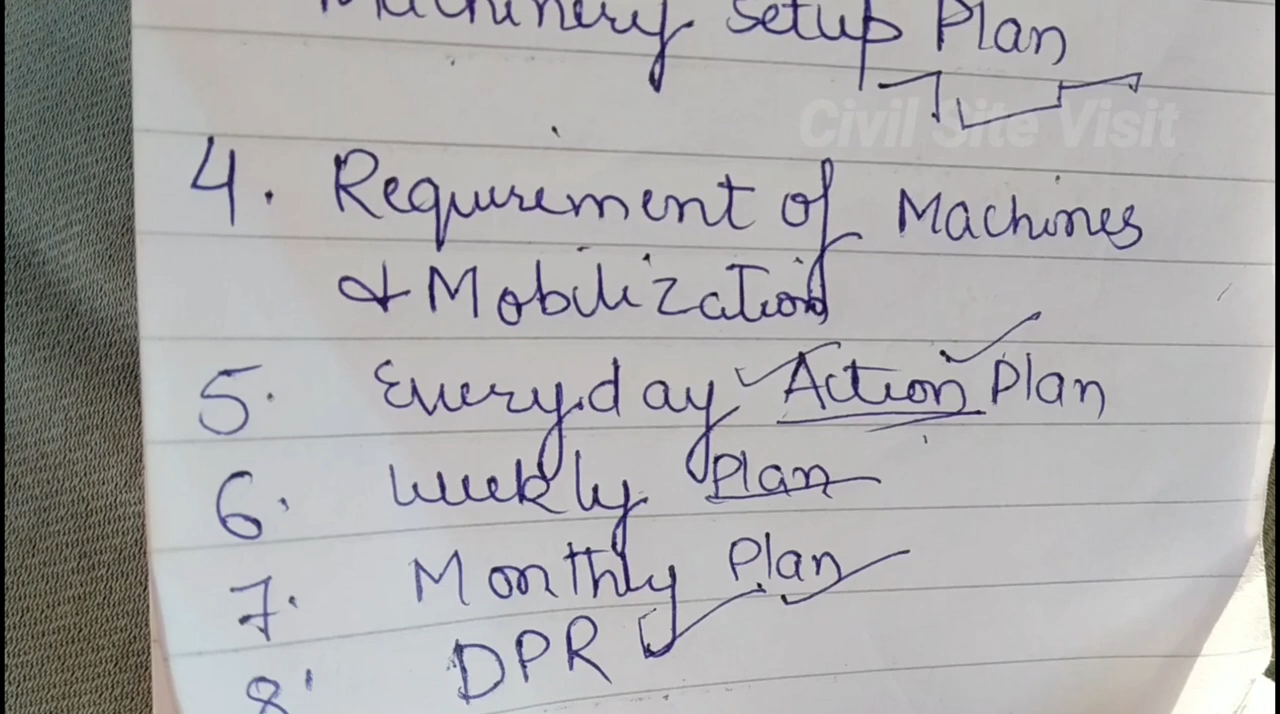 Machinery Setup Plan
Civil Site Visit
4. Requirement of Machines
& Mobilization
5. Everyday Action Plan
6. Weekly Plan
7. Monthly Plan
8. DPR